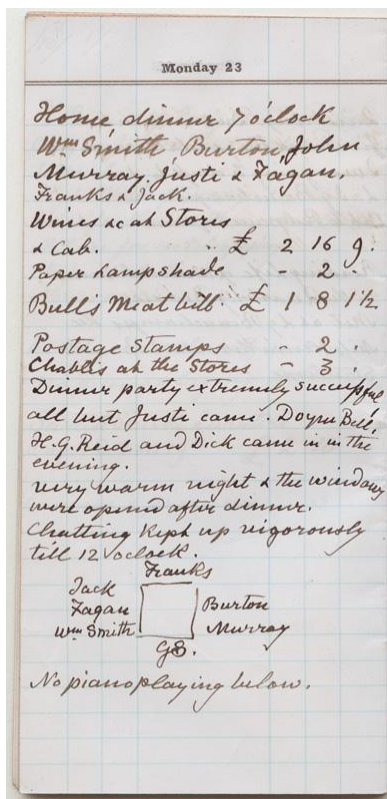 Monday 23
Home dinner 7 o'clock
Wm Smith Burton, John
Murray, Justi & Fagan.
Franks & Jack.
Wines &c at Stores
& Cab. £ 2 16 9.
Paper Lampshade - 2 .
Bull's Meat bill £ 1 8 1½
Postage Stamps - 2 .
Chablis at the Stores - 3 .
Dinner party extremely successful
all but Justi came. Doyne Bell,
H.G. Reid and Dick came in in the
evening.
very warm night & the windows
were opened after dinner.
Chatting kept up vigorously
till 12 oclock.
Franks
Jack
Fagan Burton
Wm Smith Murray
GS.
No piano playing below.